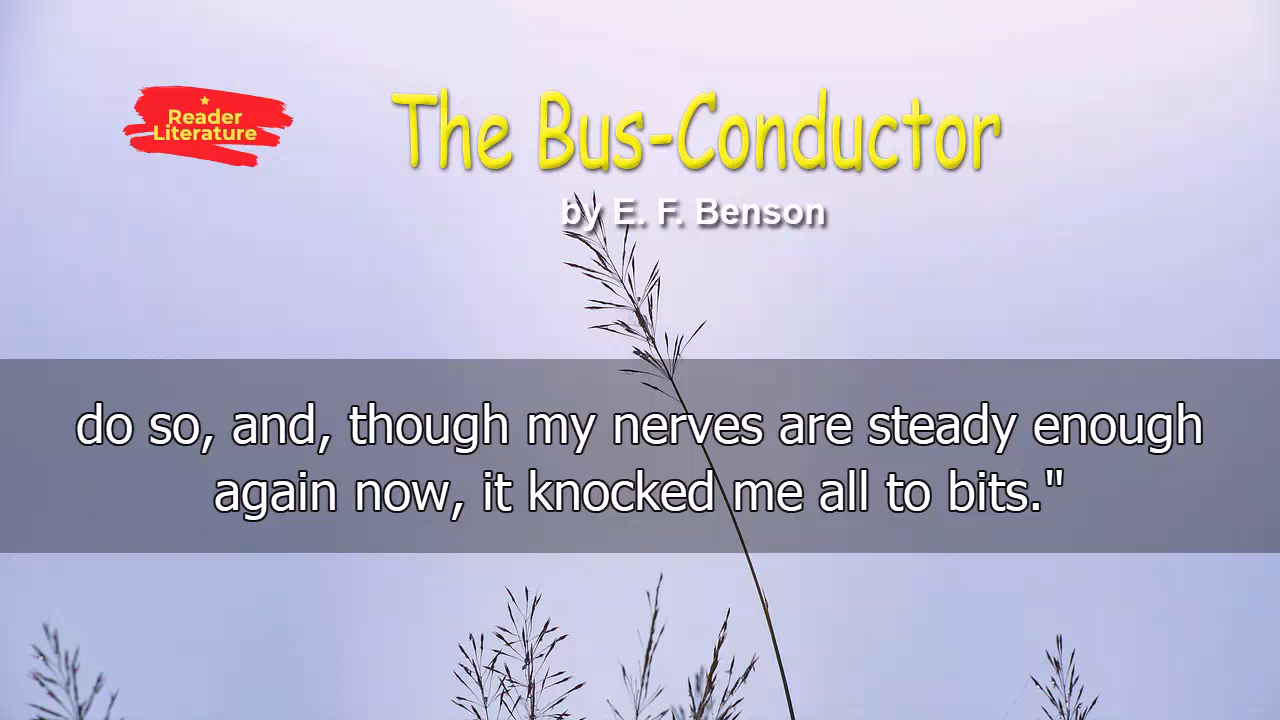 Reader
Literature
The Bus-Conductor
by E. F. Benson
do so, and, though my nerves are steady enough
again now, it knocked me all to bits."